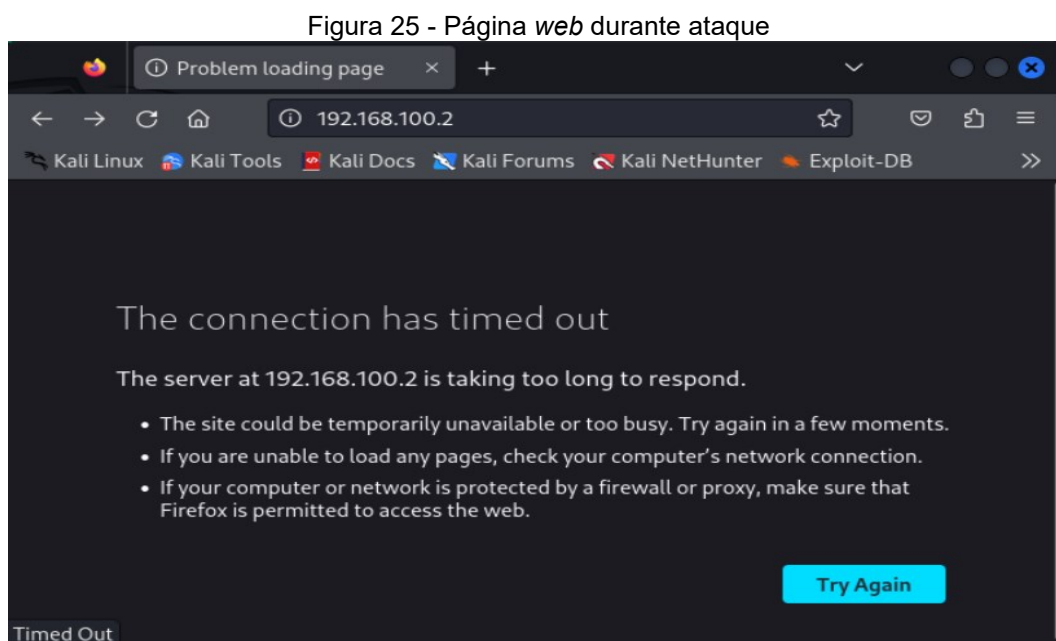 Figura 25 - Página web durante ataque
Problem loading page
192.168.100.2
Kali Linux Kali Tools Kali Docs Kali Forums Kali NetHunter Exploit-DB
The connection has timed out
The server at 192.168.100.2 is taking too long to respond.
• The site could be temporarily unavailable or too busy. Try again in a few moments.
• If you are unable to load any pages, check your computer's network connection.
• If your computer or network is protected by a firewall or proxy, make sure that
Firefox is permitted to access the web.
Try Again
Timed Out